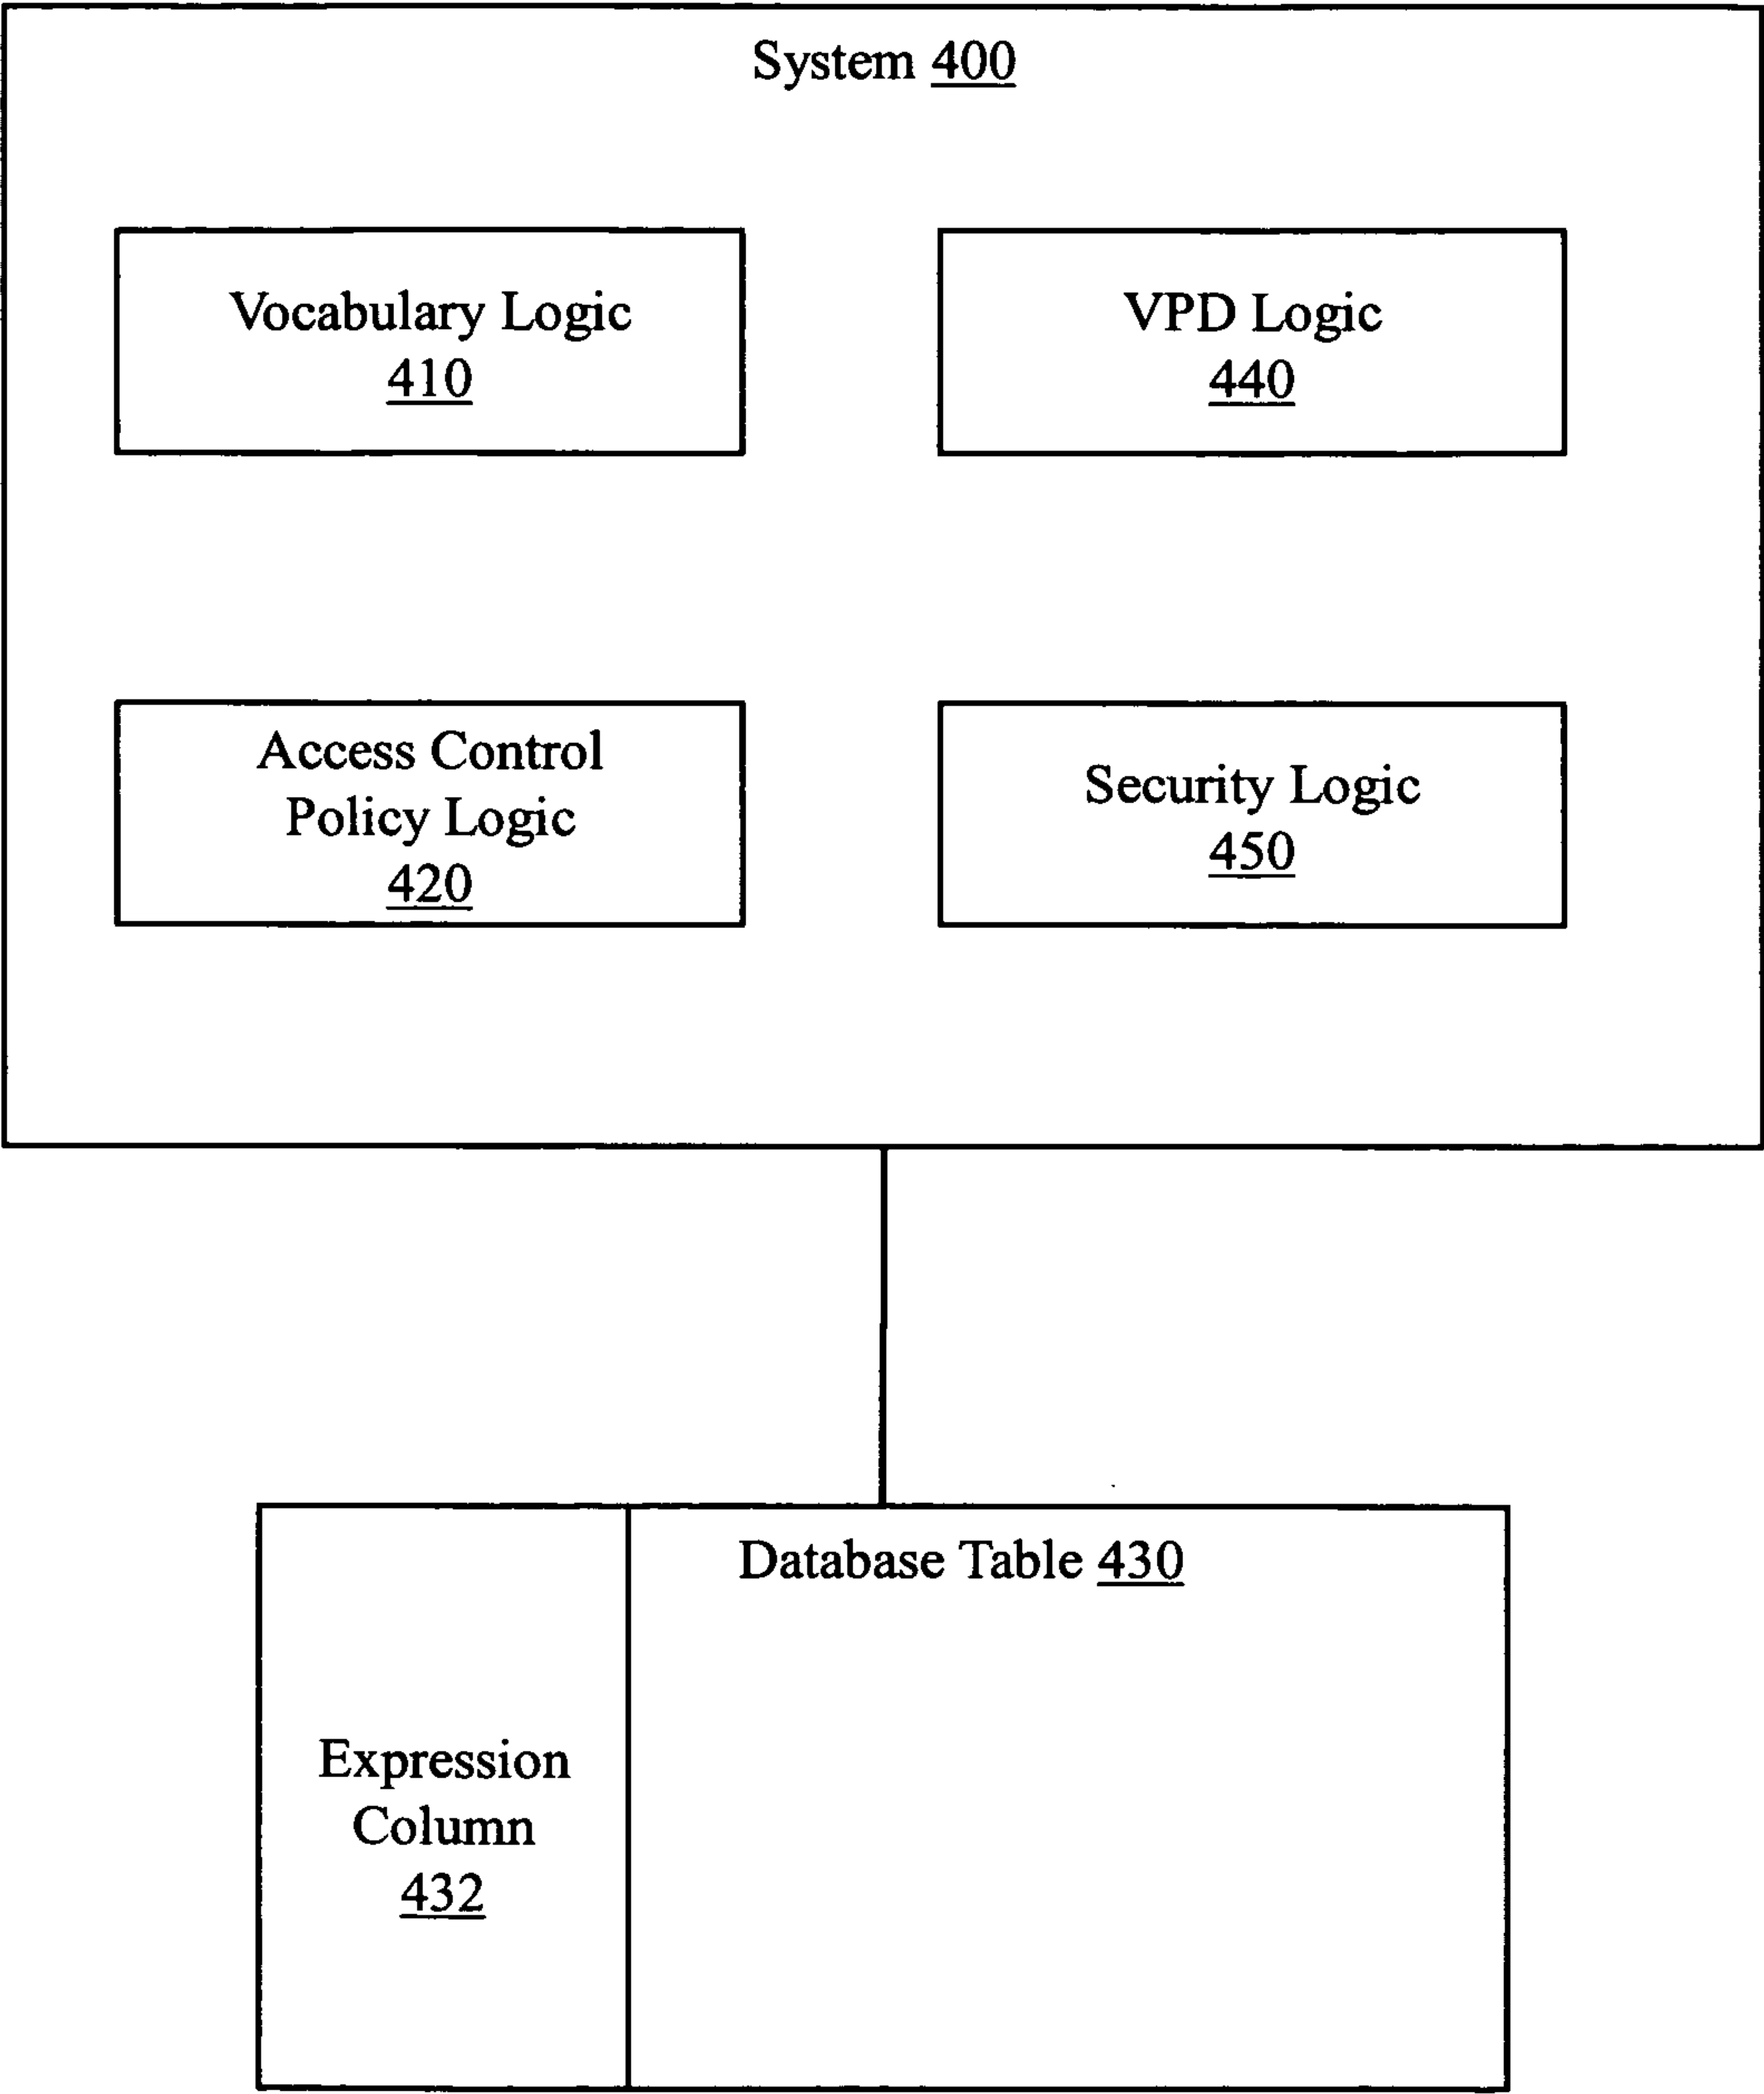 System 400
Vocabulary Logic
410
VPD Logic
440
Access Control
Policy Logic
420
Security Logic
450
Database Table 430
Expression
Column
432